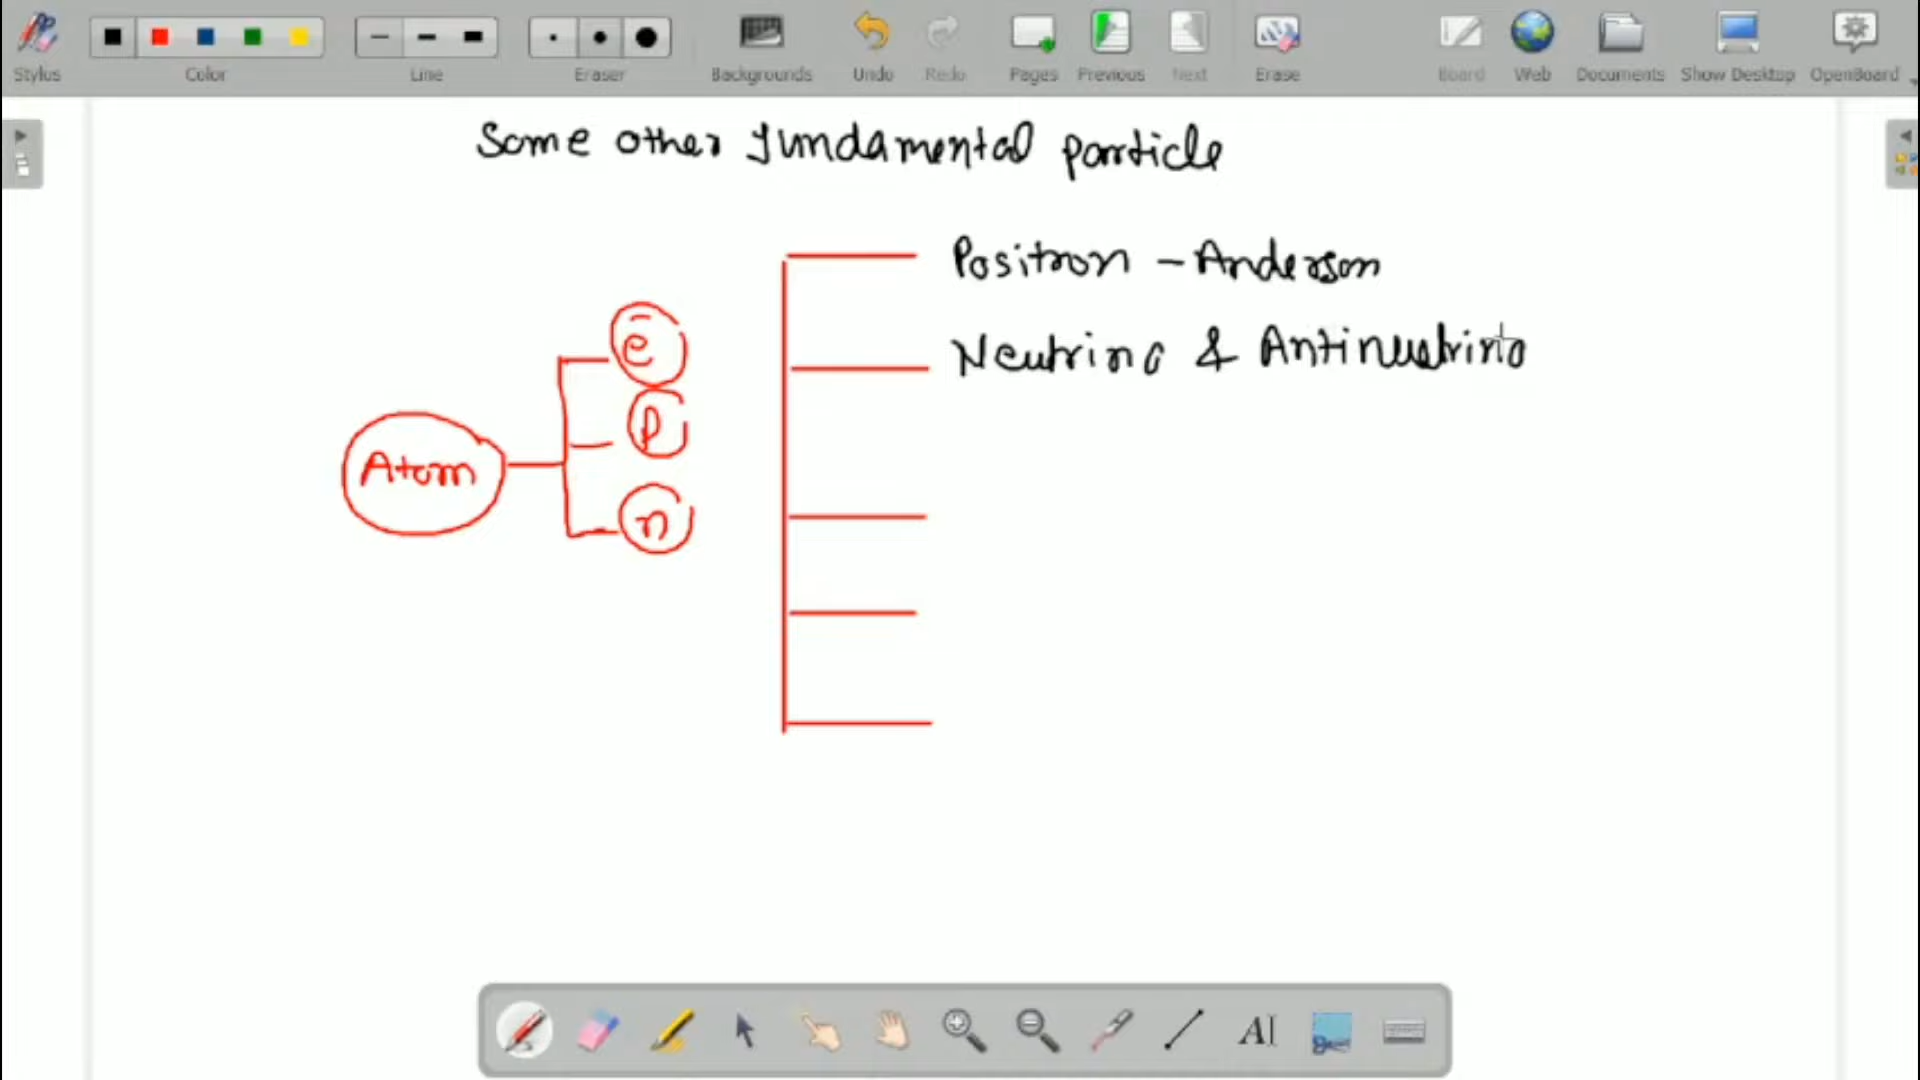 Stylus Color Line Eraser Backgrounds Undo Redo Pages Previous Next Erase Board Web Documents Show Desktop OpenBoard
Some other fundamental particle
Positron - Anderson
Neutrino & Antineutrino
Atom
e̅
P
n
AI